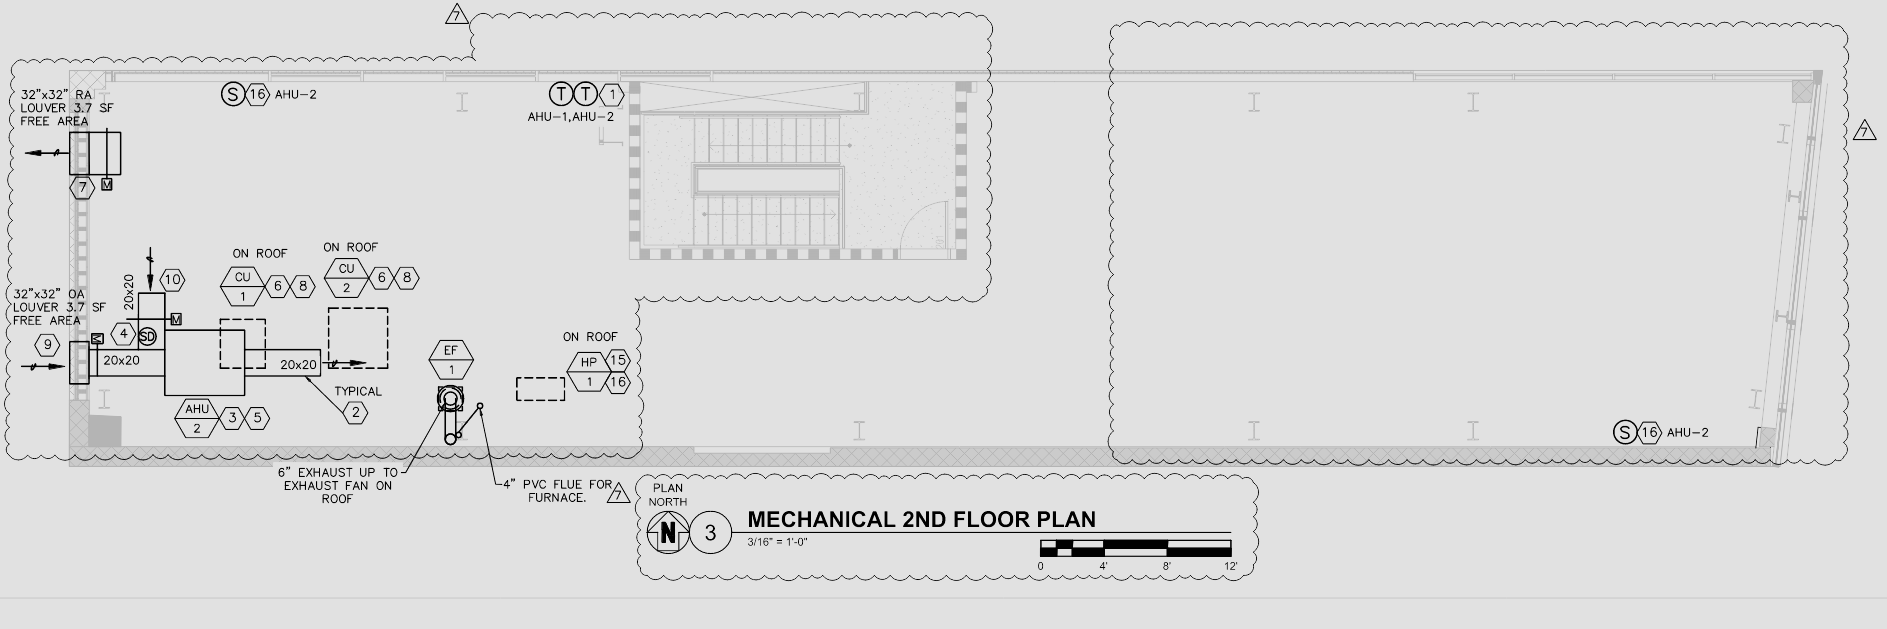 7
32"x32" RA
LOUVER 3.7 SF
FREE AREA
7
M
S 16 AHU-2
T T 1
AHU-1,AHU-2
7
20x20
10
32"x32" OA
LOUVER 3.7 SF
FREE AREA
9
M
4
SD
M
20x20
20x20
ON ROOF
CU
1
6 8
ON ROOF
CU
2
6 8
TYPICAL
2
AHU
2
3 5
EF
1
ON ROOF
HP
1
15
16
S 16 AHU-2
6" EXHAUST UP TO
EXHAUST FAN ON
ROOF
4" PVC FLUE FOR
FURNACE.
7
PLAN
NORTH
N
3
MECHANICAL 2ND FLOOR PLAN
3/16" = 1'-0"
0 4' 8' 12'